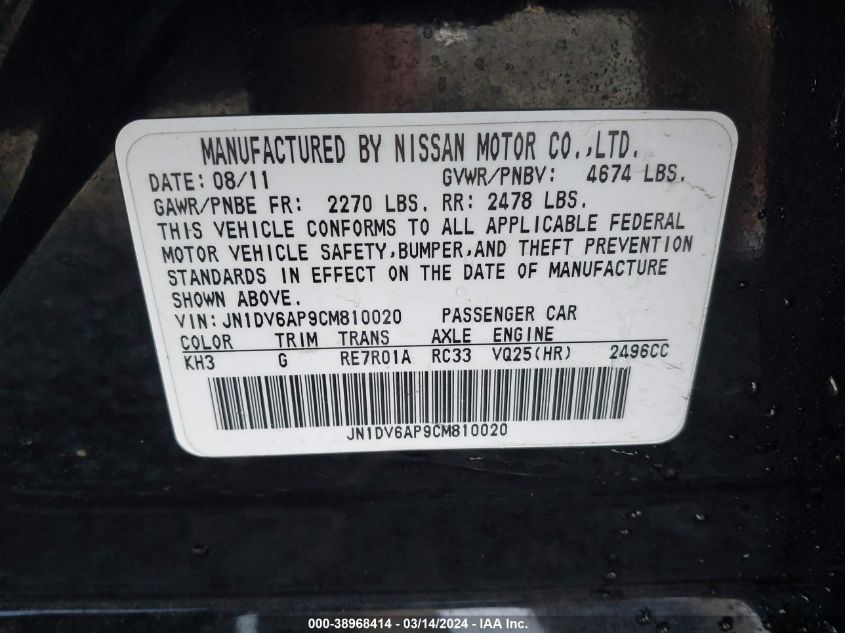 MANUFACTURED BY NISSAN MOTOR CO.,LTD.
DATE: 08/11 GVWR/PNBV: 4674 LBS.
GAWR/PNBE FR: 2270 LBS. RR: 2478 LBS.
THIS VEHICLE CONFORMS TO ALL APPLICABLE FEDERAL
MOTOR VEHICLE SAFETY,BUMPER,AND THEFT PREVENTION
STANDARDS IN EFFECT ON THE DATE OF MANUFACTURE
SHOWN ABOVE.
VIN:JN1DV6AP9CM810020 PASSENGER CAR
COLOR TRIM TRANS AXLE ENGINE
KH3 G RE7R01A RC33 VQ25(HR) 2496CC
JN1DV6AP9CM810020
000-38968414 — 03/14/2024 — IAA Inc.